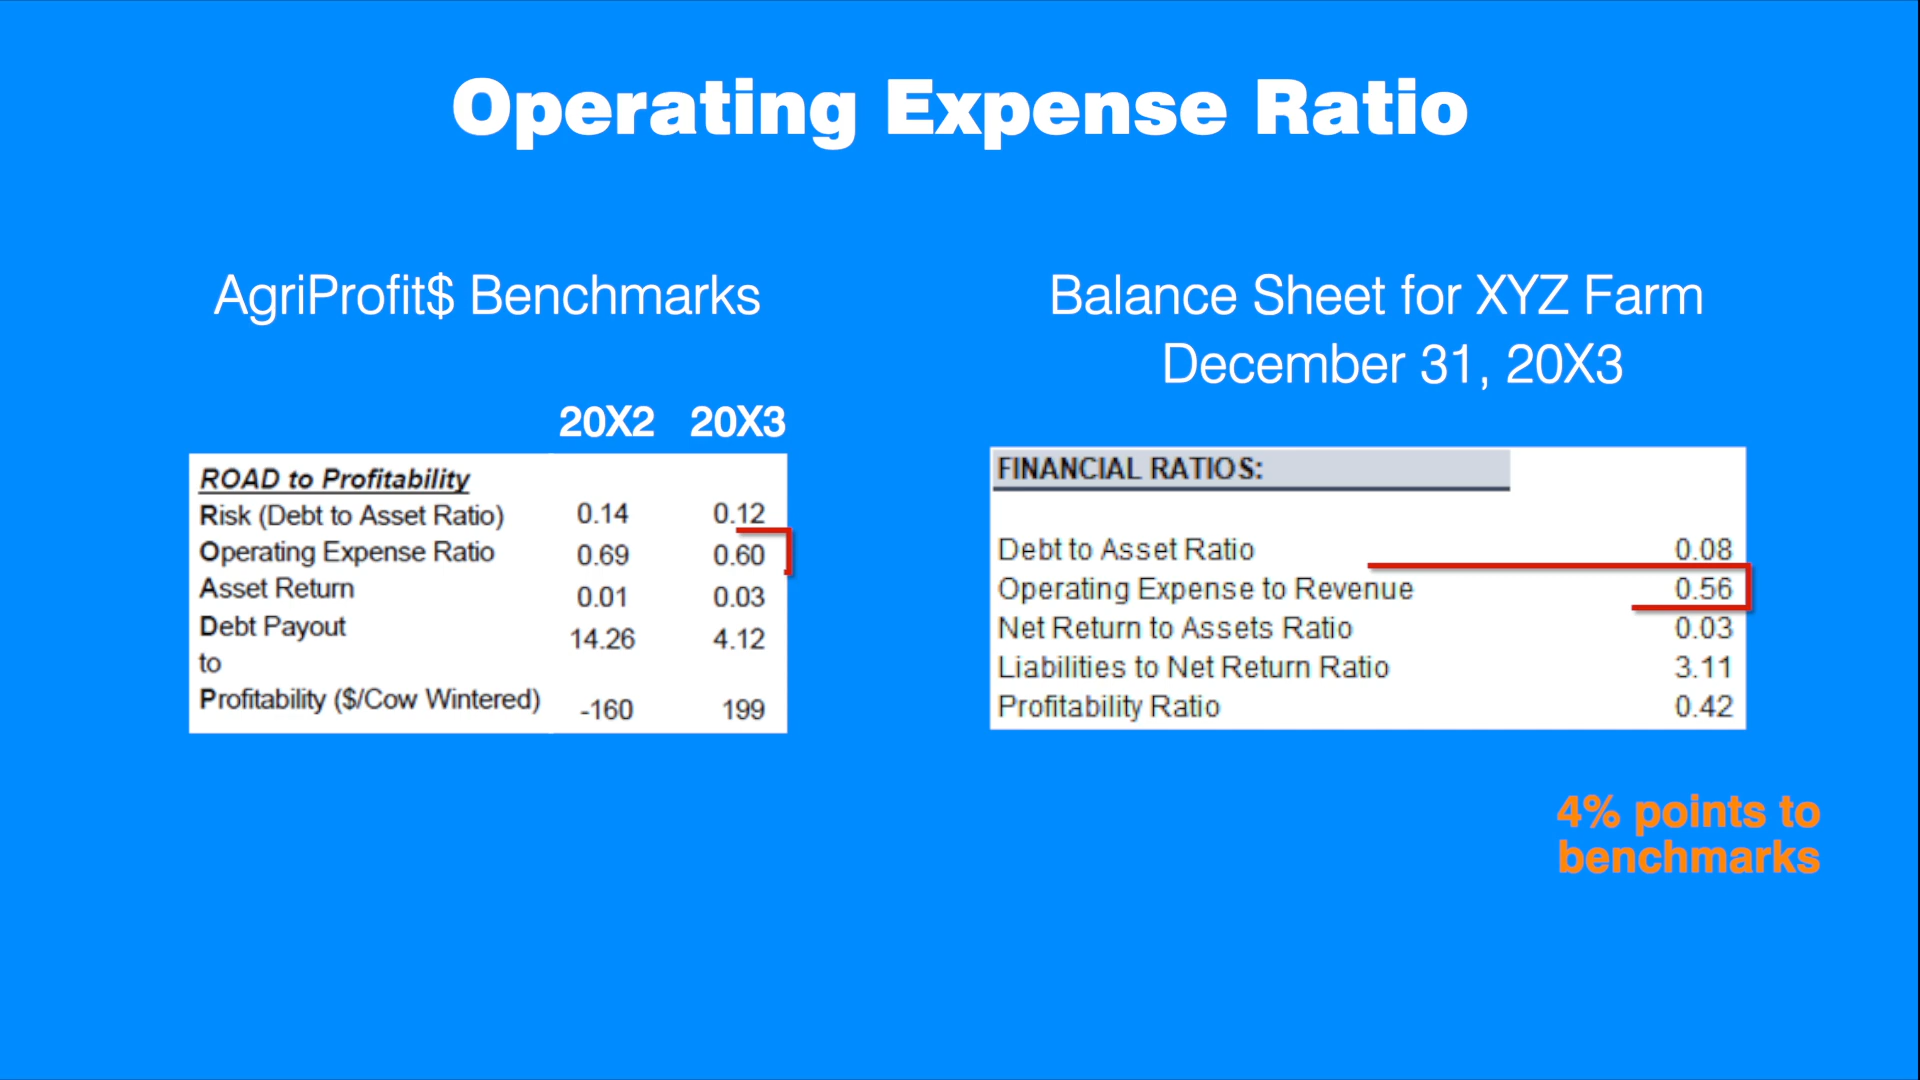 Operating Expense Ratio
AgriProfit$ Benchmarks
20X2 20X3
ROAD to Profitability
Risk (Debt to Asset Ratio) 0.14 0.12
Operating Expense Ratio 0.69 0.60
Asset Return 0.01 0.03
Debt Payout 14.26 4.12
to
Profitability ($/Cow Wintered) -160 199
Balance Sheet for XYZ Farm
December 31, 20X3
FINANCIAL RATIOS:
Debt to Asset Ratio 0.08
Operating Expense to Revenue 0.56
Net Return to Assets Ratio 0.03
Liabilities to Net Return Ratio 3.11
Profitability Ratio 0.42
4% points to
benchmarks